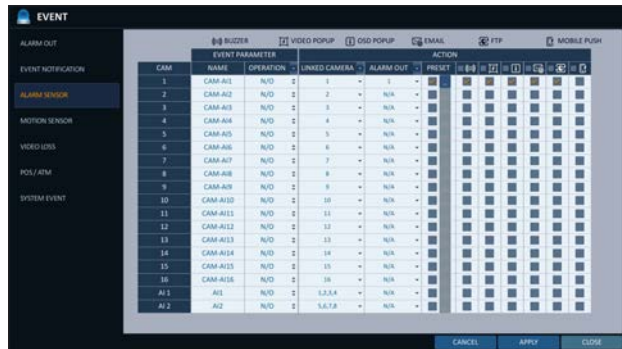 EVENT
ALARM OUT
EVENT NOTIFICATION
ALARM SENSOR
MOTION SENSOR
VIDEO LOSS
POS / ATM
SYSTEM EVENT
BUZZER VIDEO POPUP OSD POPUP EMAIL FTP MOBILE PUSH
EVENT PARAMETER ACTION
CAM NAME OPERATION LINKED CAMERA ALARM OUT PRESET
1 CAM-AI1 N/O 1 1
2 CAM-AI2 N/O 2 N/A
3 CAM-AI3 N/O 3 N/A
4 CAM-AI4 N/O 4 N/A
5 CAM-AI5 N/O 5 N/A
6 CAM-AI6 N/O 6 N/A
7 CAM-AI7 N/O 7 N/A
8 CAM-AI8 N/O 8 N/A
9 CAM-AI9 N/O 9 N/A
10 CAM-AI10 N/O 10 N/A
11 CAM-AI11 N/O 11 N/A
12 CAM-AI12 N/O 12 N/A
13 CAM-AI13 N/O 13 N/A
14 CAM-AI14 N/O 14 N/A
15 CAM-AI15 N/O 15 N/A
16 CAM-AI16 N/O 16 N/A
AI 1 AI1 N/O 1,2,3,4 N/A
AI 2 AI2 N/O 5,6,7,8 N/A
CANCEL APPLY CLOSE